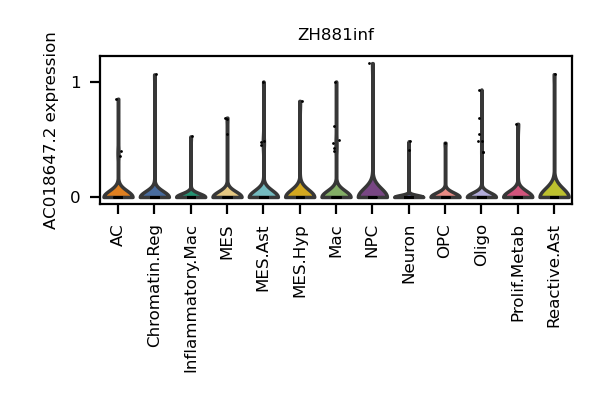 ZH881inf
AC018647.2 expression
1
0
AC
Chromatin.Reg
Inflammatory.Mac
MES
MES.Ast
MES.Hyp
Mac
NPC
Neuron
OPC
Oligo
Prolif.Metab
Reactive.Ast